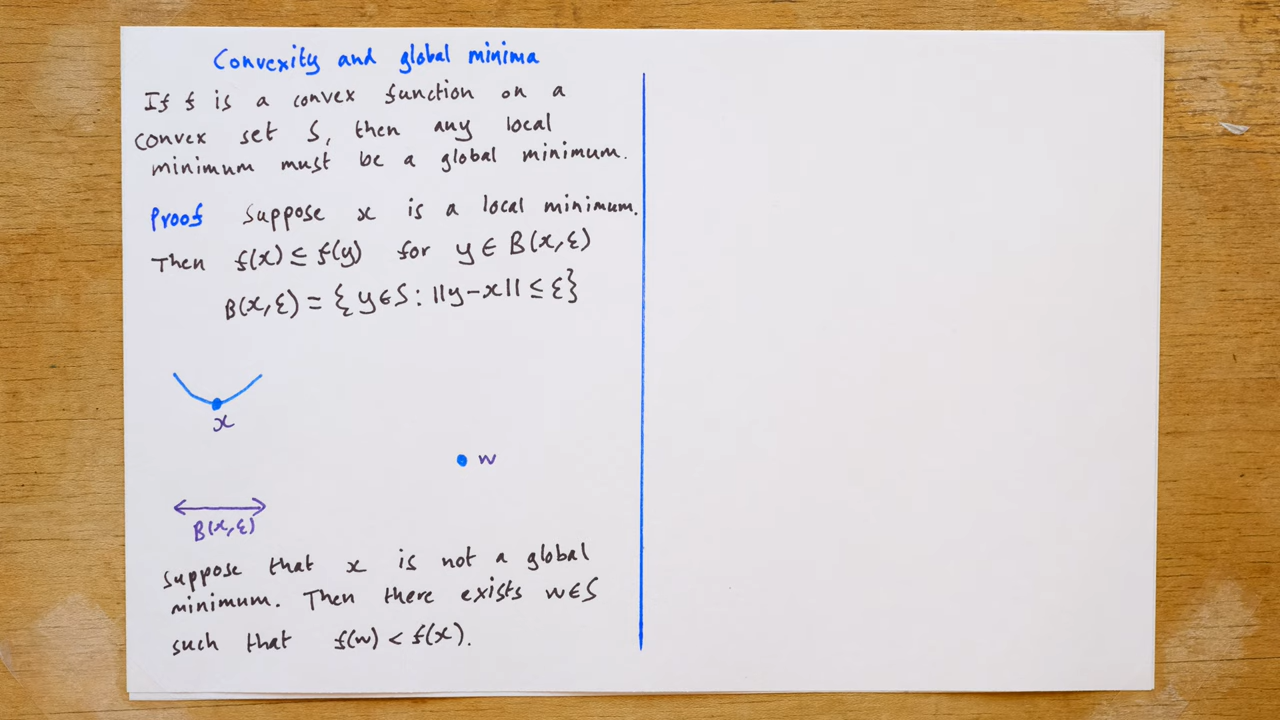 Convexity and global minima
If f is a convex function on a
convex set S, then any local
minimum must be a global minimum.
Proof Suppose x is a local minimum.
Then f(x) ≤ f(y) for y ∈ B(x,ε)
B(x,ε) = { y∈S : ||y-x|| ≤ ε}
x
w
B(x,ε)
Suppose that x is not a global
minimum. Then there exists w∈S
such that f(w) < f(x).